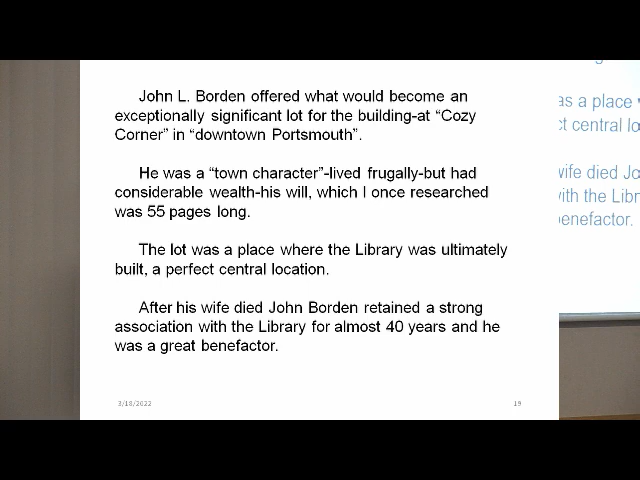 John L. Borden offered what would become an
exceptionally significant lot for the building-at “Cozy
Corner” in “downtown Portsmouth”.
He was a “town character”-lived frugally-but had
considerable wealth-his will, which I once researched
was 55 pages long.
The lot was a place where the Library was ultimately
built, a perfect central location.
After his wife died John Borden retained a strong
association with the Library for almost 40 years and he
was a great benefactor.
3/18/2022
19
as a place
ct central lo
wife died Jo
with the Libr
benefactor.